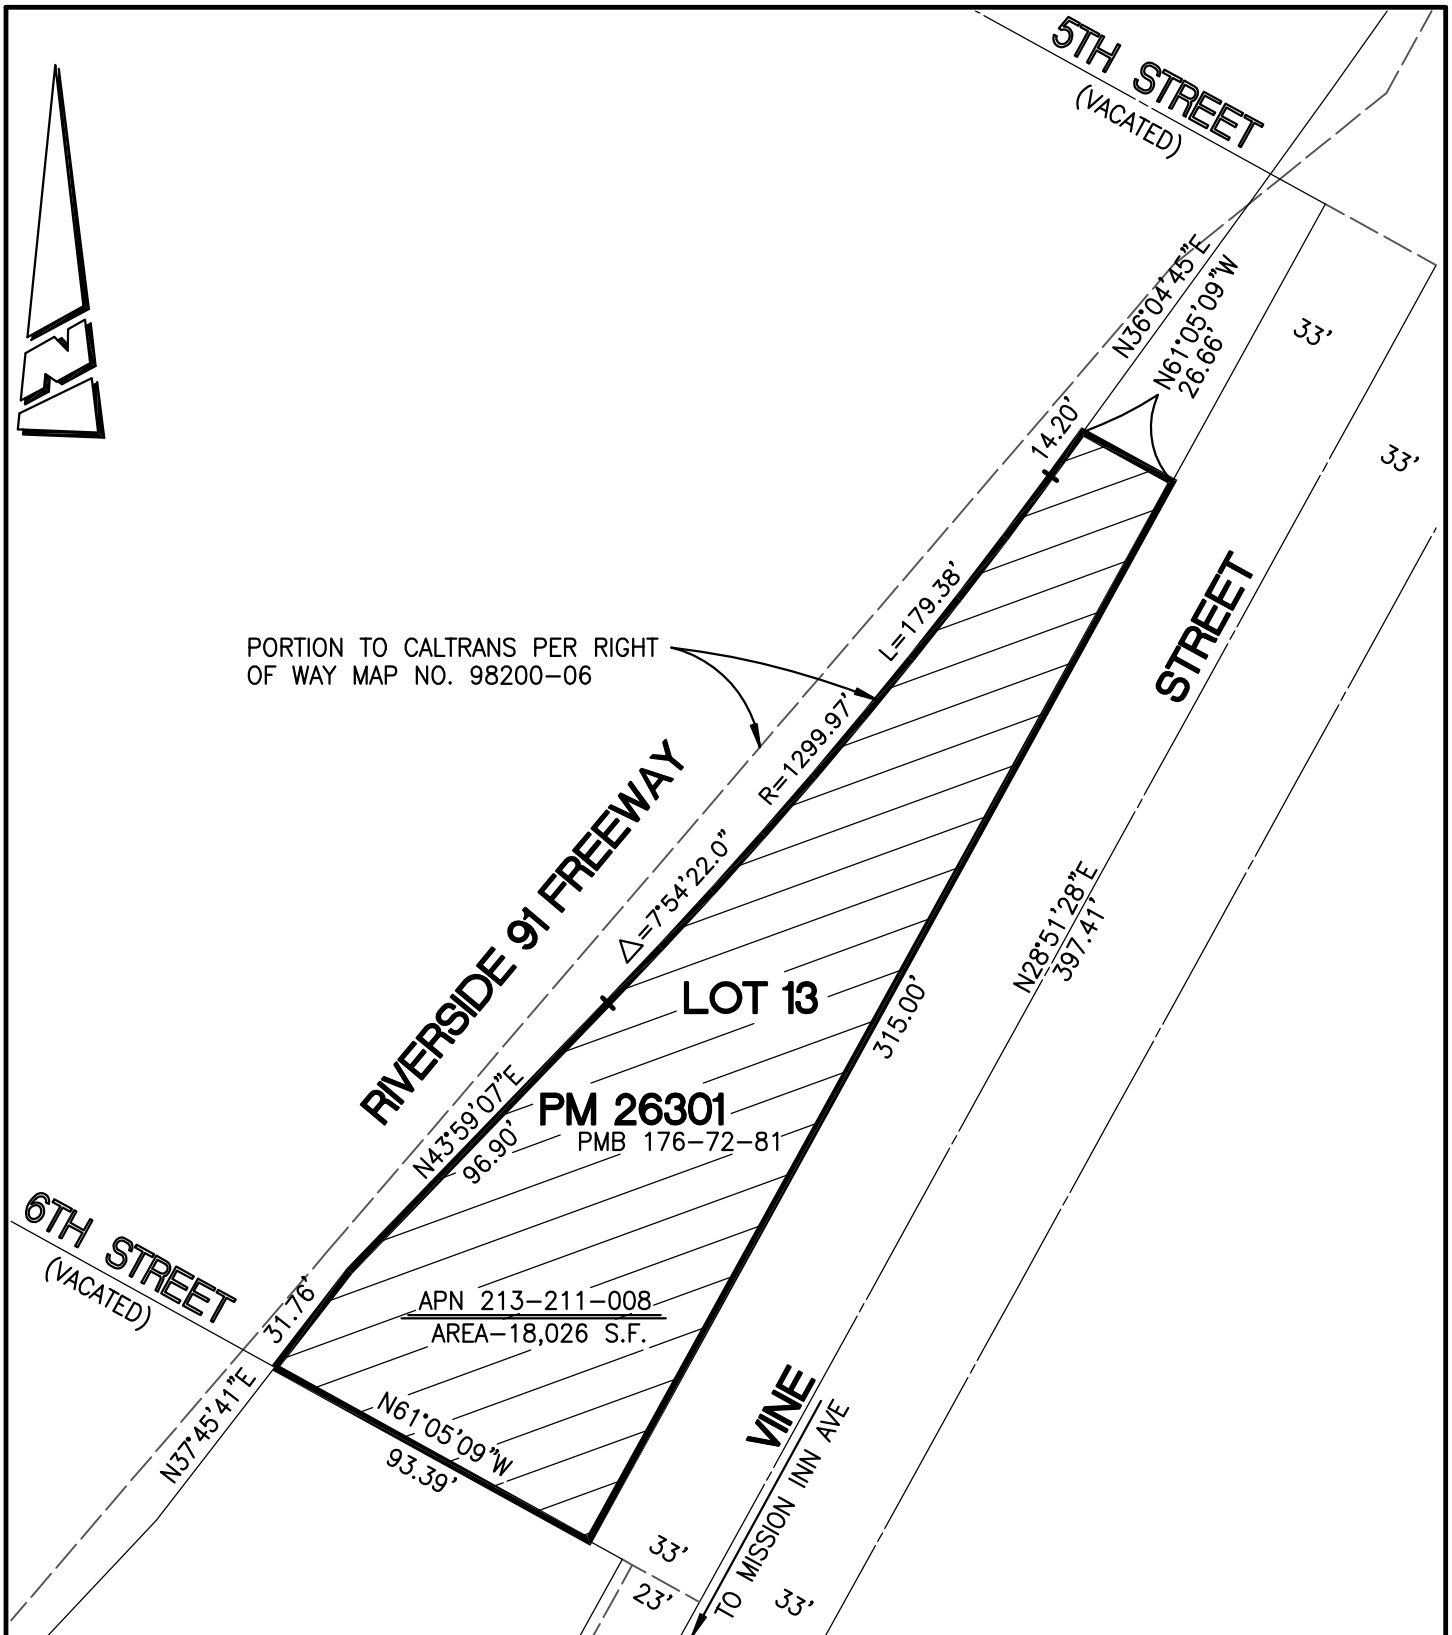 5TH STREET
(VACATED)
N36°04'45"E
N61°05'09"W
26.66'
33'
33'
14.20'
L=179.38'
STREET
PORTION TO CALTRANS PER RIGHT
OF WAY MAP NO. 98200-06
R=1299.97'
RIVERSIDE 91 FREEWAY
Δ=7°54'22.0"
N28°51'28"E
397.41'
LOT 13
315.00'
N43°59'07"E
96.90'
PM 26301
PMB 176-72-81
6TH STREET
(VACATED)
31.76'
APN 213-211-008
AREA-18,026 S.F.
N37°45'41"E
N61°05'09"W
93.39'
VINE
TO MISSION INN AVE
33'
23'
33'